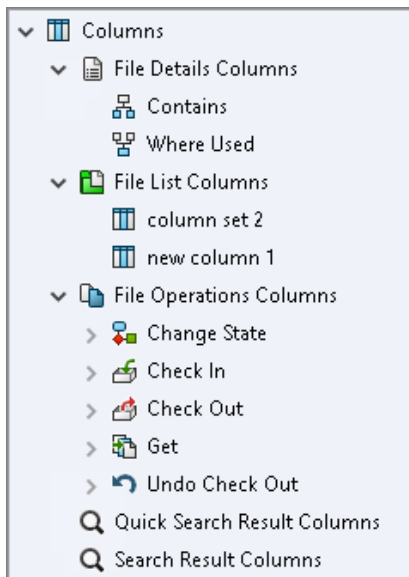 Columns
File Details Columns
Contains
Where Used
File List Columns
column set 2
new column 1
File Operations Columns
Change State
Check In
Check Out
Get
Undo Check Out
Quick Search Result Columns
Search Result Columns